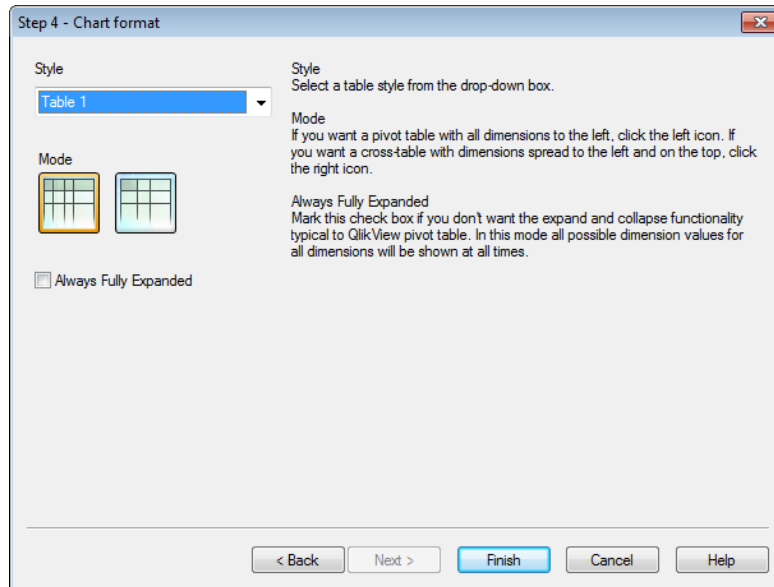 Step 4 - Chart format
Style
Table 1
Mode
Always Fully Expanded
Style
Select a table style from the drop-down box.
Mode
If you want a pivot table with all dimensions to the left, click the left icon. If
you want a cross-table with dimensions spread to the left and on the top, click
the right icon.
Always Fully Expanded
Mark this check box if you don't want the expand and collapse functionality
typical to QlikView pivot table. In this mode all possible dimension values for
all dimensions will be shown at all times.
< Back
Next >
Finish
Cancel
Help